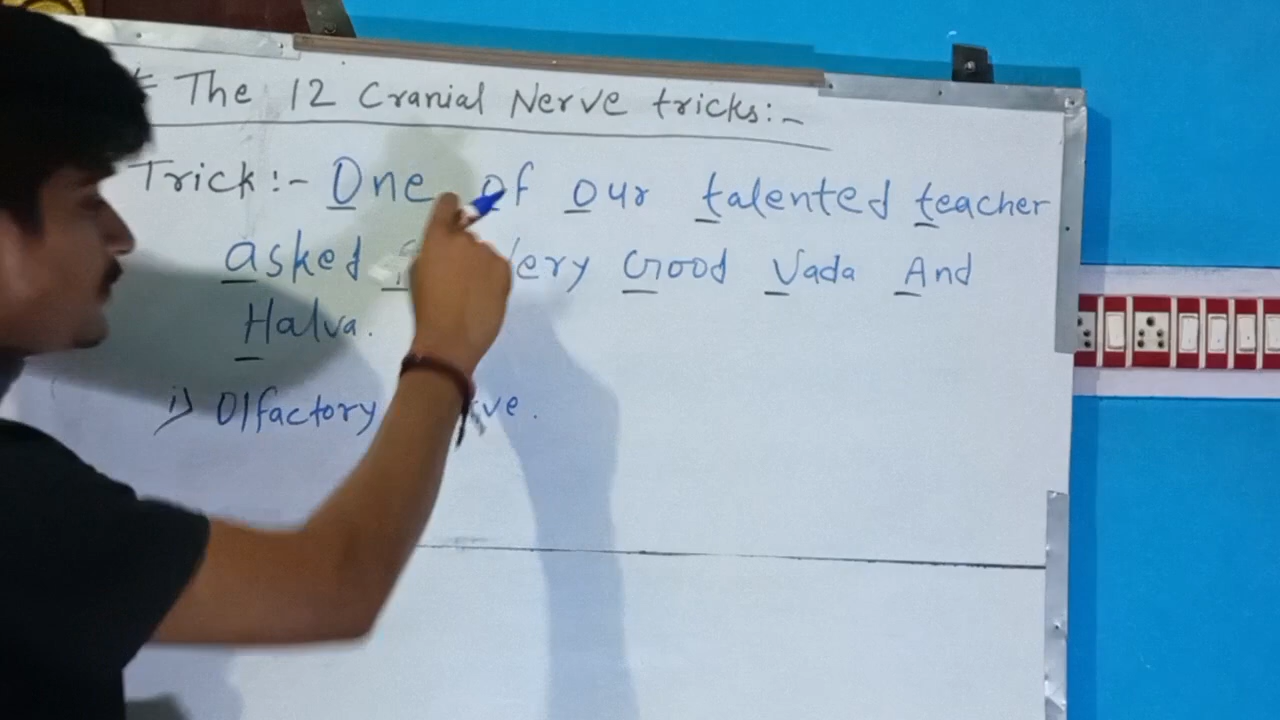 * The 12 Cranial Nerve tricks:-
Trick:- One of our talented teacher
asked Very Good Vada And
Halva.
i) Olfactory